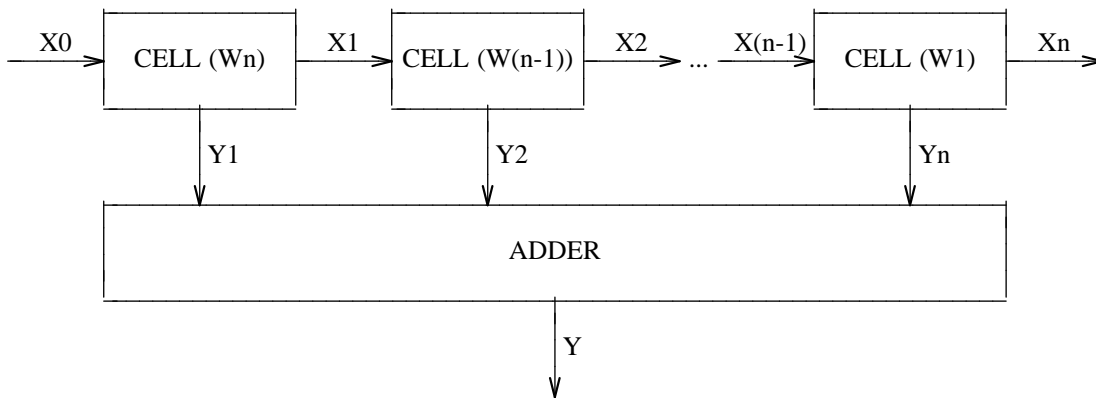 X0 CELL (Wn) X1 CELL (W(n-1)) X2 ... X(n-1) CELL (W1) Xn
Y1 Y2 Yn
ADDER
Y